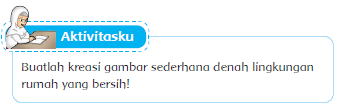 Aktivitasku
Buatlah kreasi gambar sederhana denah lingkungan
rumah yang bersih!